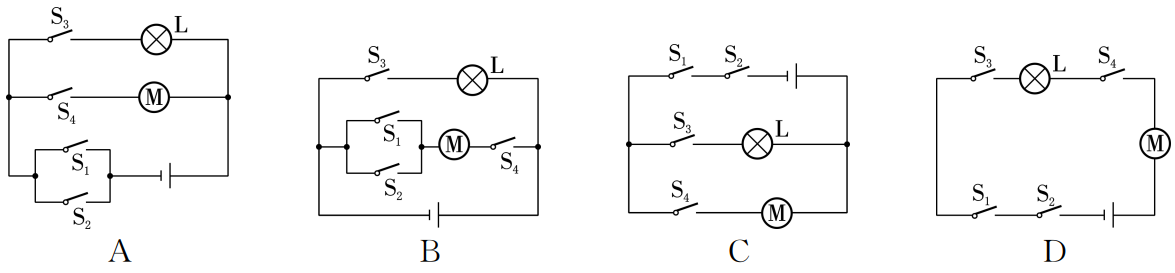 S₃ L
S₄ M
S₁
S₂
A
S₃ L
S₁ M S₄
S₂
B
S₁ S₂
S₃ L
S₄ M
C
S₃ L S₄
M
S₁ S₂
D